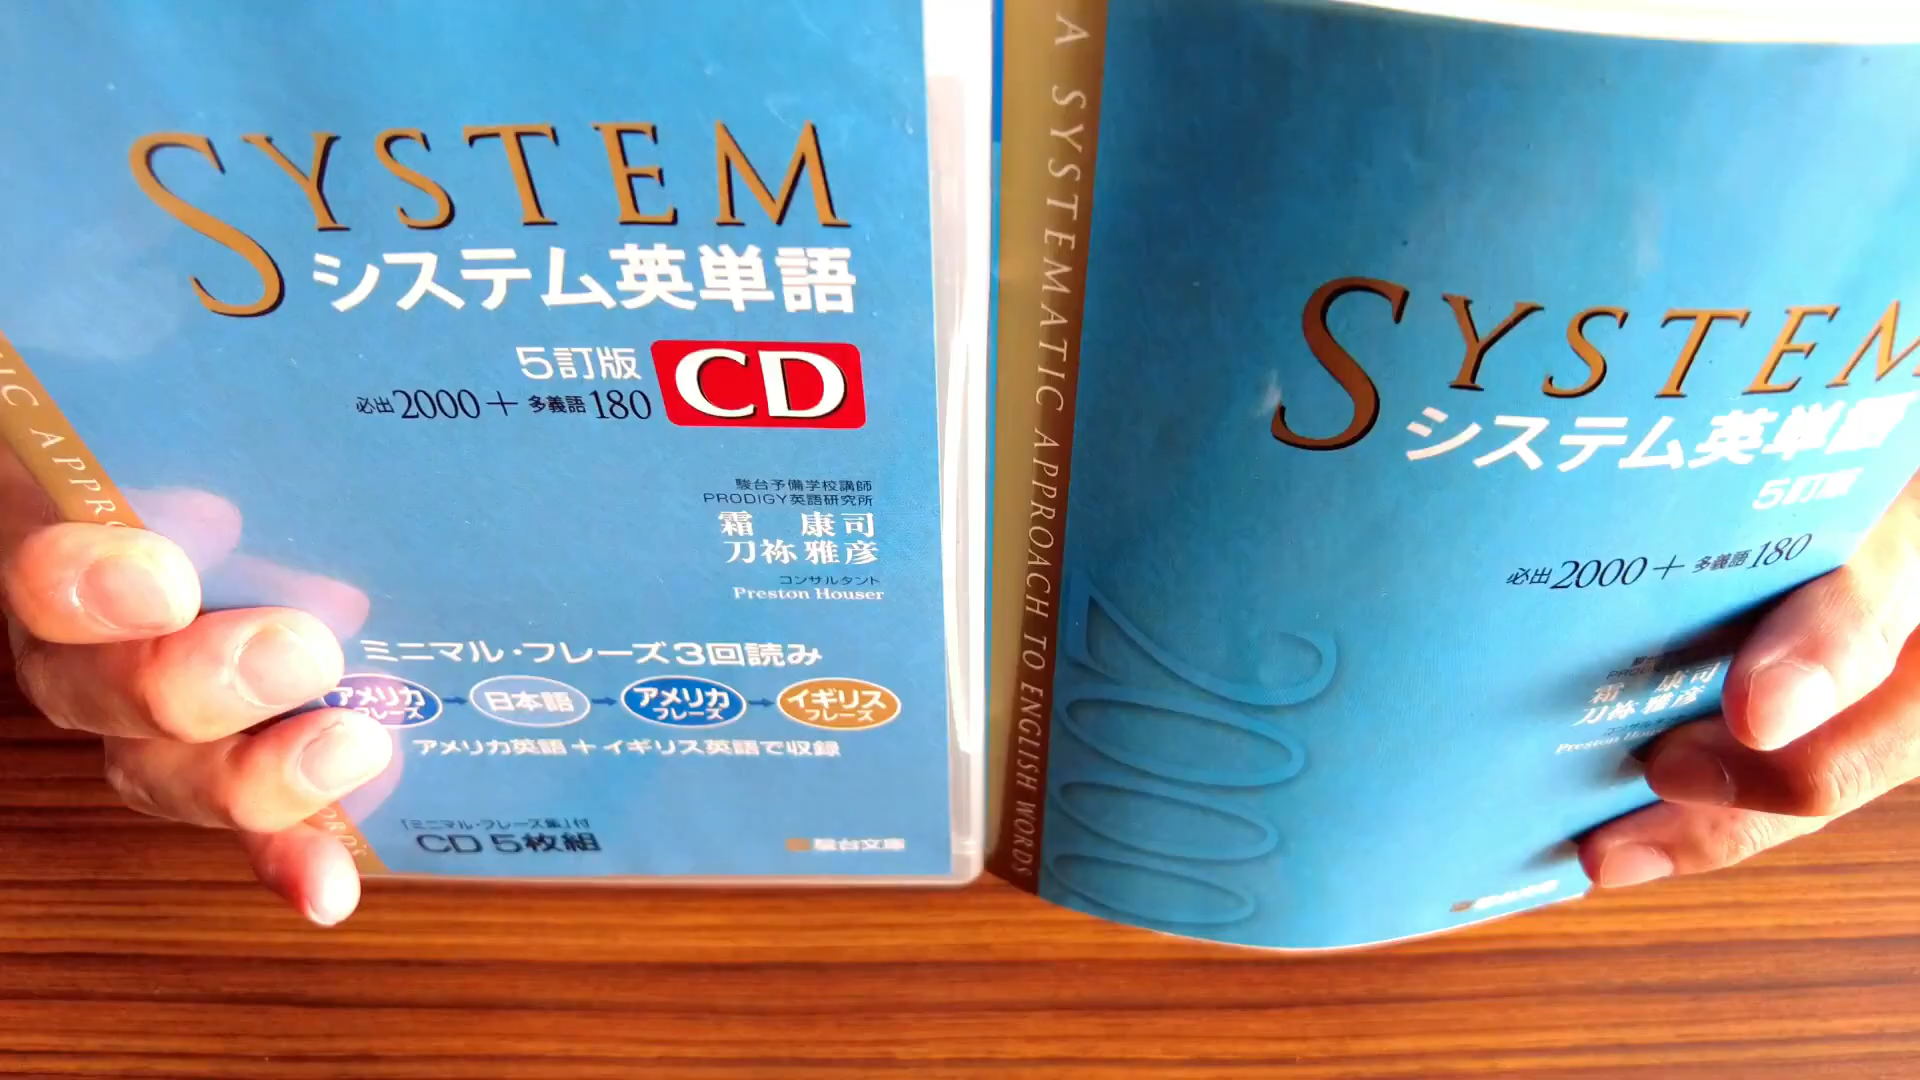 SYSTEM
システム英単語
5訂版 CD
必出2000+多義語180
駿台予備学校講師
PRODIGY英語研究所
霜 康司
刀祢雅彦
コンサルタント
Preston Houser
ミニマル・フレーズ3回読み
アメリカフレーズ 日本語 アメリカフレーズ イギリスフレーズ
アメリカ英語+イギリス英語で収録
「ミニマル・フレーズ集」付
CD5枚組
駿台文庫
IC APPRO
ORDS
A SYSTEMATIC APPROACH TO ENGLISH WORDS
2000
SYSTEM
システム英単語
5訂版
必出2000+多義語180
霜 康司
刀祢雅彦
Preston